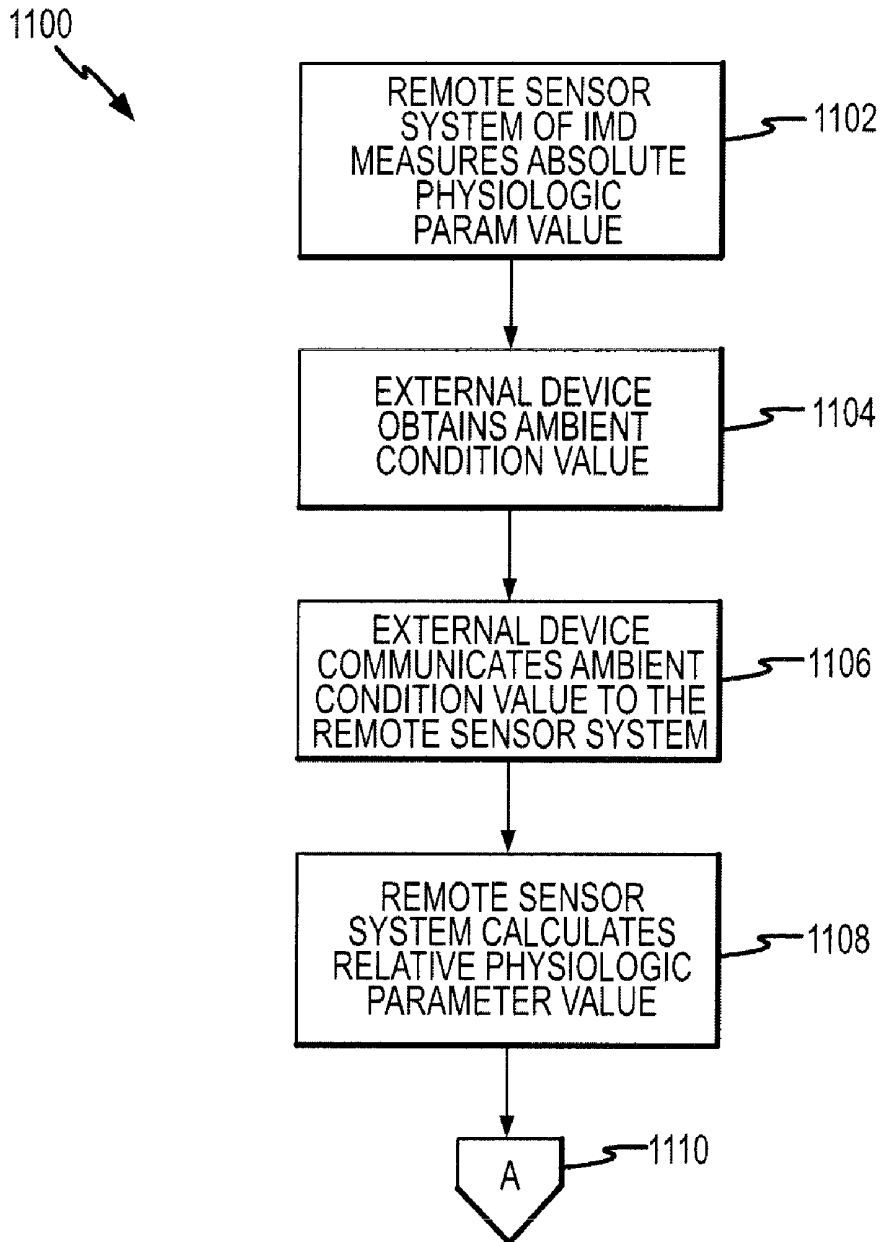 1100
REMOTE SENSOR
SYSTEM OF IMD
MEASURES ABSOLUTE
PHYSIOLOGIC
PARAM VALUE
1102
EXTERNAL DEVICE
OBTAINS AMBIENT
CONDITION VALUE
1104
EXTERNAL DEVICE
COMMUNICATES AMBIENT
CONDITION VALUE TO THE
REMOTE SENSOR SYSTEM
1106
REMOTE SENSOR
SYSTEM CALCULATES
RELATIVE PHYSIOLOGIC
PARAMETER VALUE
1108
A
1110